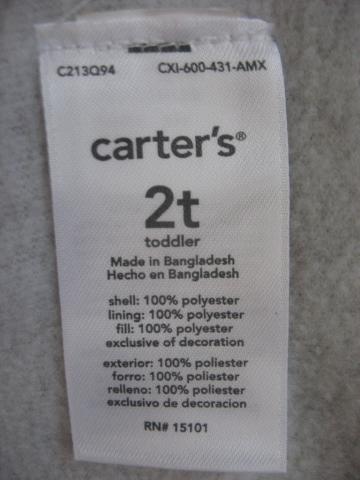 C213Q94 CXI-600-431-AMX
carter's®
2t
toddler
Made in Bangladesh
Hecho en Bangladesh
shell: 100% polyester
lining: 100% polyester
fill: 100% polyester
exclusive of decoration
exterior: 100% poliester
forro: 100% poliester
relleno: 100% poliester
exclusivo de decoracion
RN# 15101